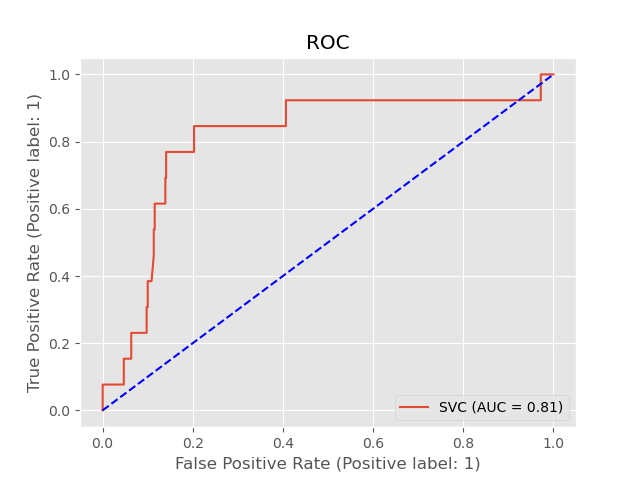 ROC
True Positive Rate (Positive label: 1)
1.0
0.8
0.6
0.4
0.2
0.0
SVC (AUC = 0.81)
0.0 0.2 0.4 0.6 0.8 1.0
False Positive Rate (Positive label: 1)